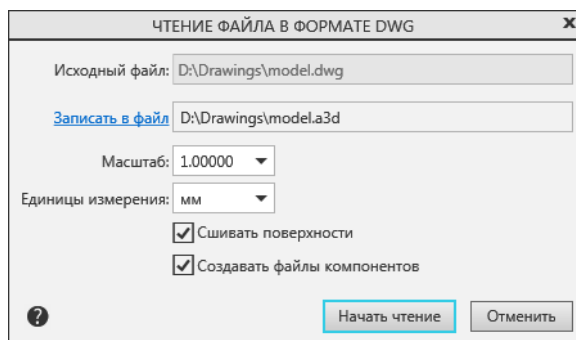 ЧТЕНИЕ ФАЙЛА В ФОРМАТЕ DWG x
Исходный файл: D:\Drawings\model.dwg
Записать в файл D:\Drawings\model.a3d
Масштаб: 1.00000
Единицы измерения: мм
Сшивать поверхности
Создавать файлы компонентов
? Начать чтение Отменить